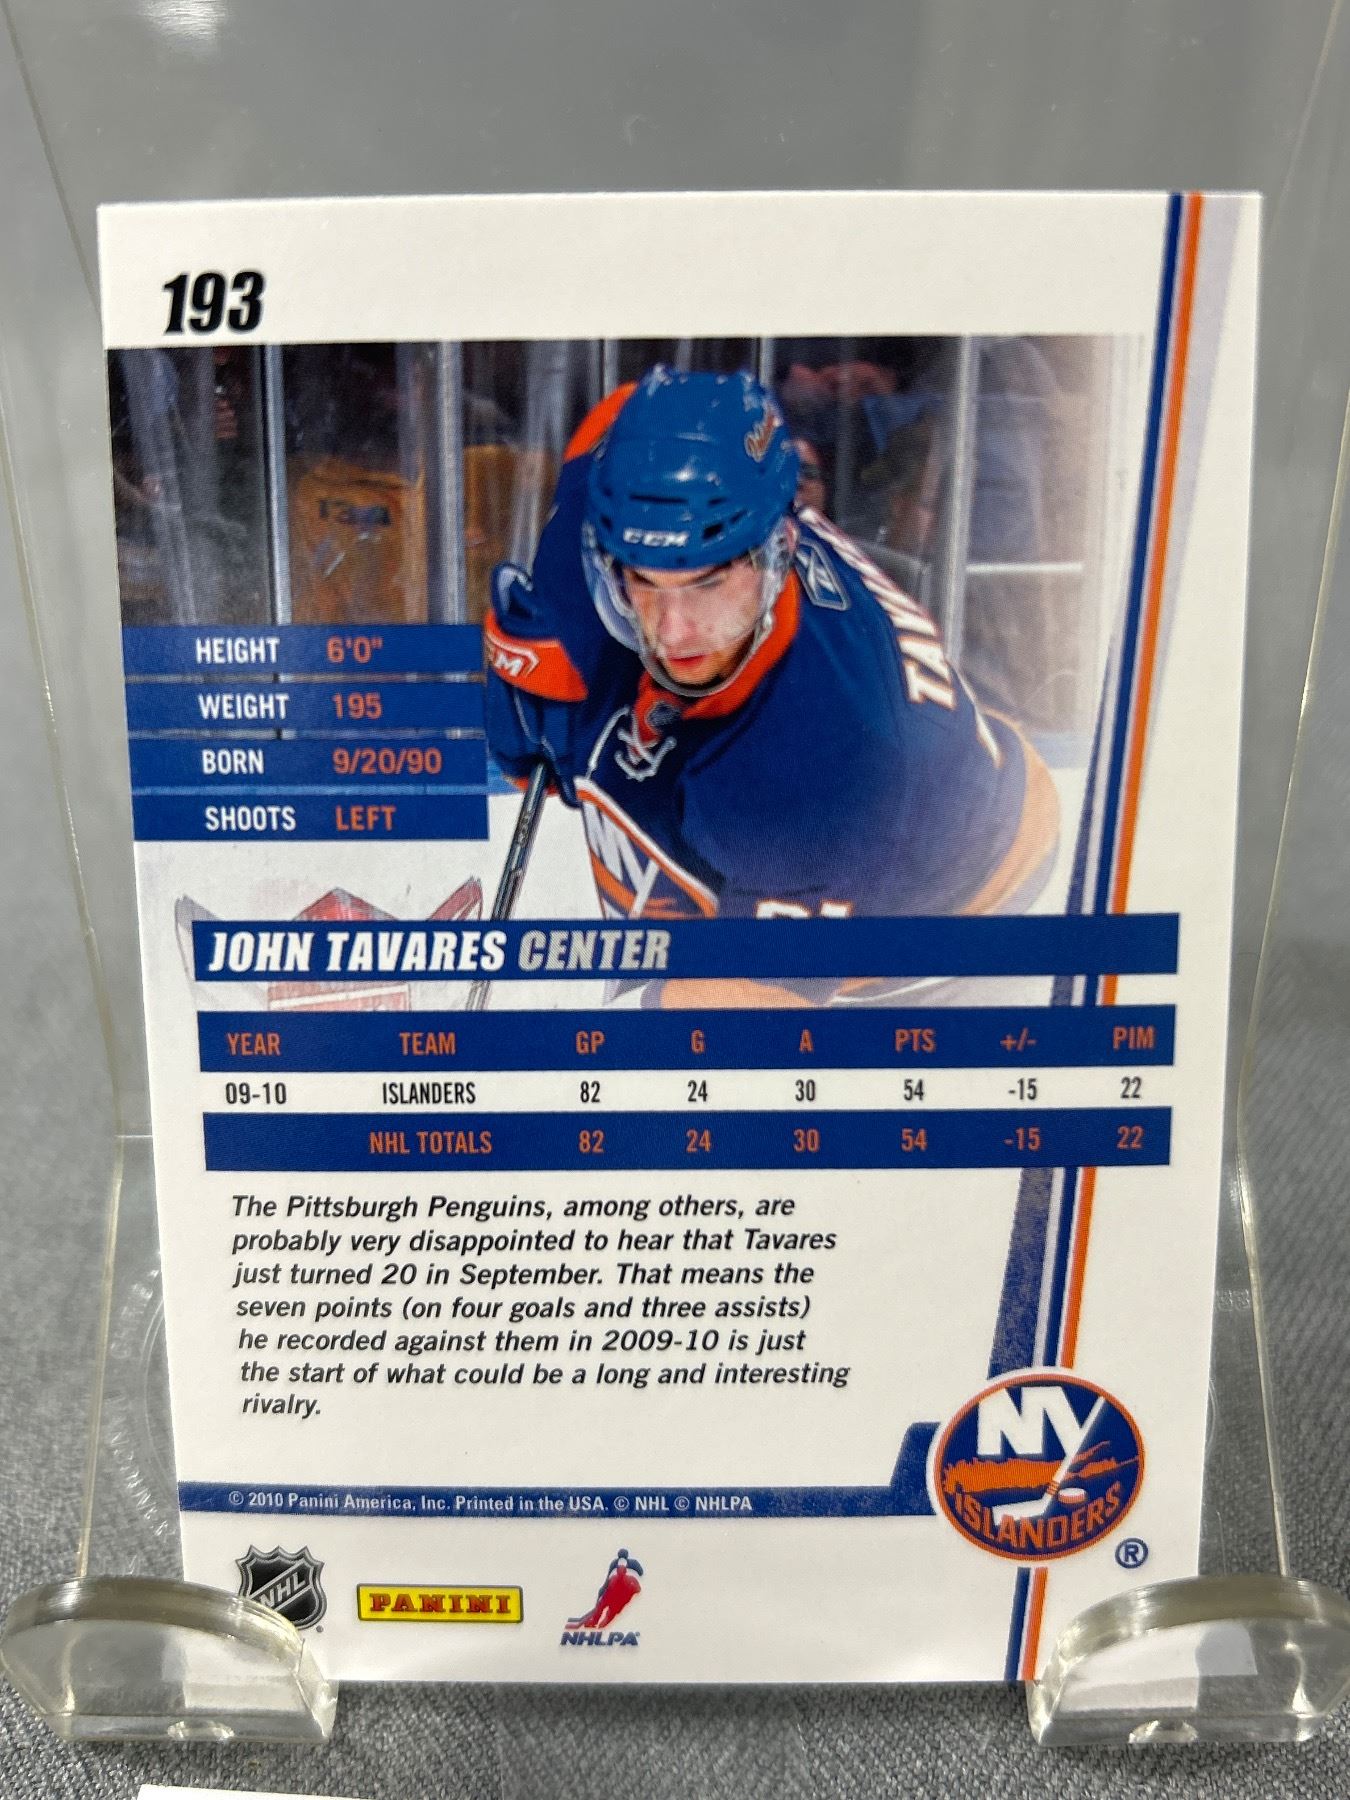 193
CCM
TAVAR
HEIGHT 6'0"
WEIGHT 195
BORN 9/20/90
SHOOTS LEFT
JOHN TAVARES CENTER
YEAR TEAM GP G A PTS +/- PIM
09-10 ISLANDERS 82 24 30 54 -15 22
NHL TOTALS 82 24 30 54 -15 22
The Pittsburgh Penguins, among others, are
probably very disappointed to hear that Tavares
just turned 20 in September. That means the
seven points (on four goals and three assists)
he recorded against them in 2009-10 is just
the start of what could be a long and interesting
rivalry.
© 2010 Panini America, Inc. Printed in the USA. © NHL © NHLPA
NY
ISLANDERS
®
NHL
PANINI
NHLPA